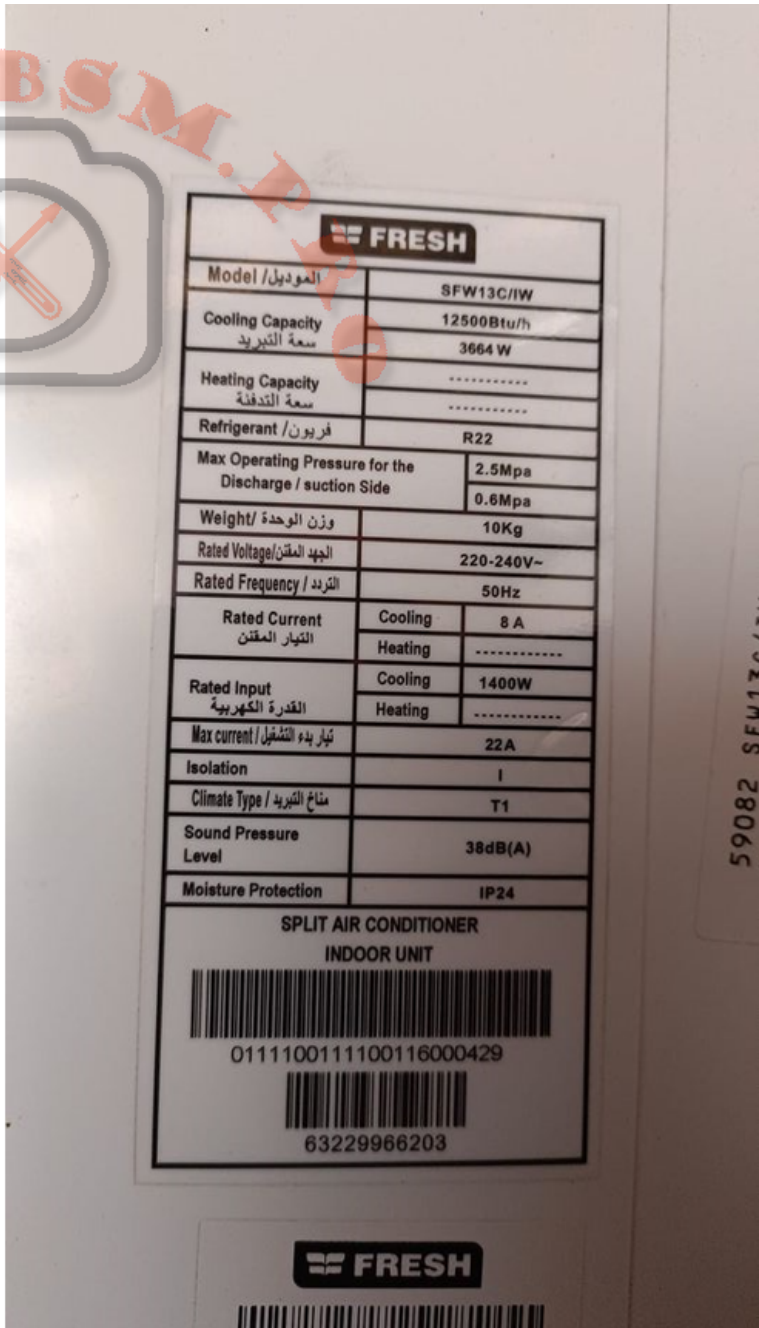 BSM.PRO
FRESH
Model /الموديل SFW13C/IW
Cooling Capacity 12500Btu/h
سعة التبريد 3664 W
Heating Capacity -----------
سعة التدفئة -----------
Refrigerant /فريون R22
Max Operating Pressure for the 2.5Mpa
Discharge / suction Side 0.6Mpa
Weight/ وزن الوحدة 10Kg
Rated Voltage/الجهد المقنن 220-240V~
Rated Frequency / التردد 50Hz
Rated Current Cooling 8 A
التيار المقنن Heating ------------
Rated Input Cooling 1400W
القدرة الكهربية Heating ------------
Max current / تيار بدء التشغيل 22A
Isolation I
Climate Type / مناخ التبريد T1
Sound Pressure
Level 38dB(A)
Moisture Protection IP24
SPLIT AIR CONDITIONER
INDOOR UNIT
01111001111100116000429
63229966203
FRESH